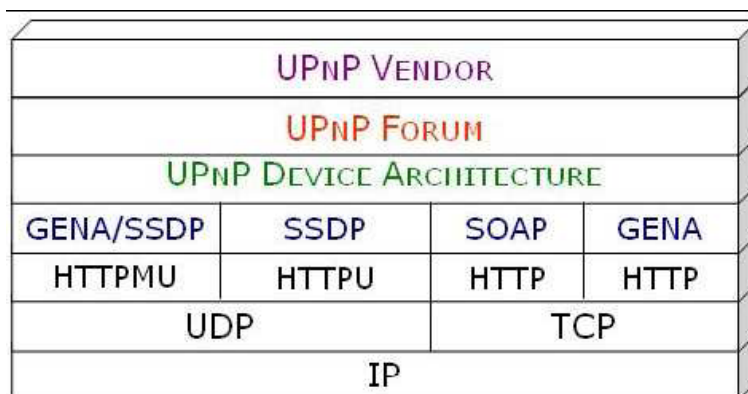 UPNP VENDOR
UPNP FORUM
UPNP DEVICE ARCHITECTURE
GENA/SSDP SSDP SOAP GENA
HTTPMU HTTPU HTTP HTTP
UDP TCP
IP